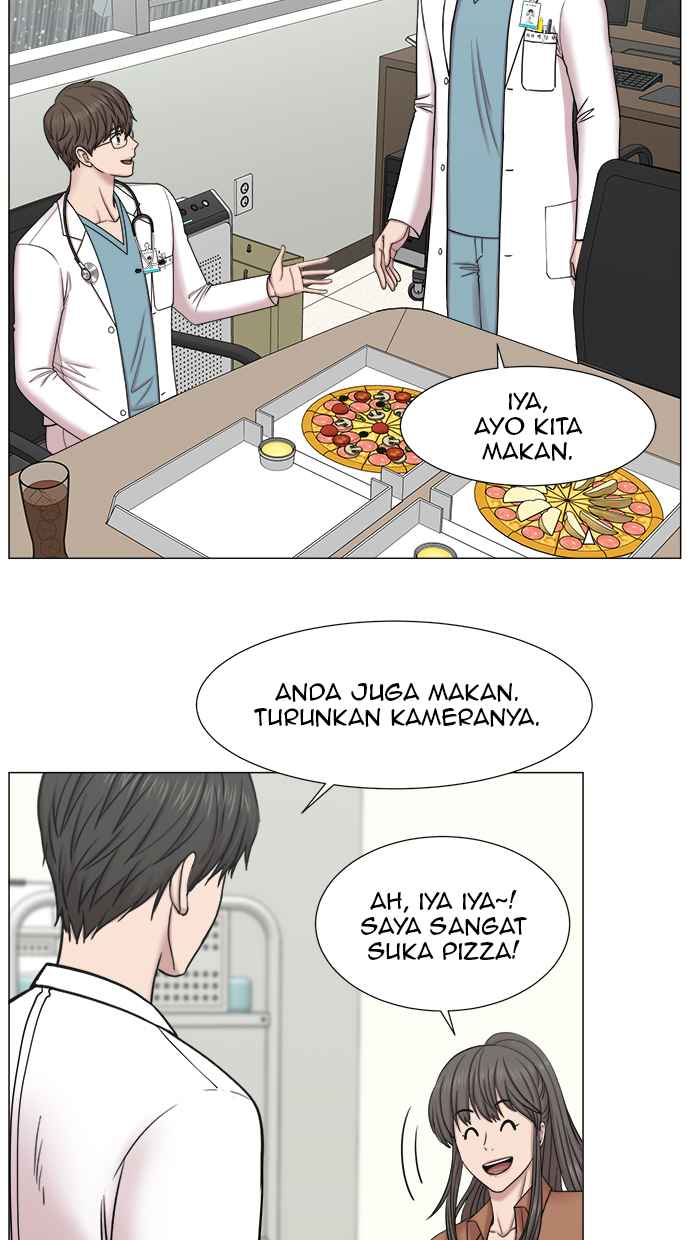 IYA,
AYO KITA
MAKAN.
ANDA JUGA MAKAN.
TURUNKAN KAMERANYA.
AH, IYA IYA~!
SAYA SANGAT
SUKA PIZZA!